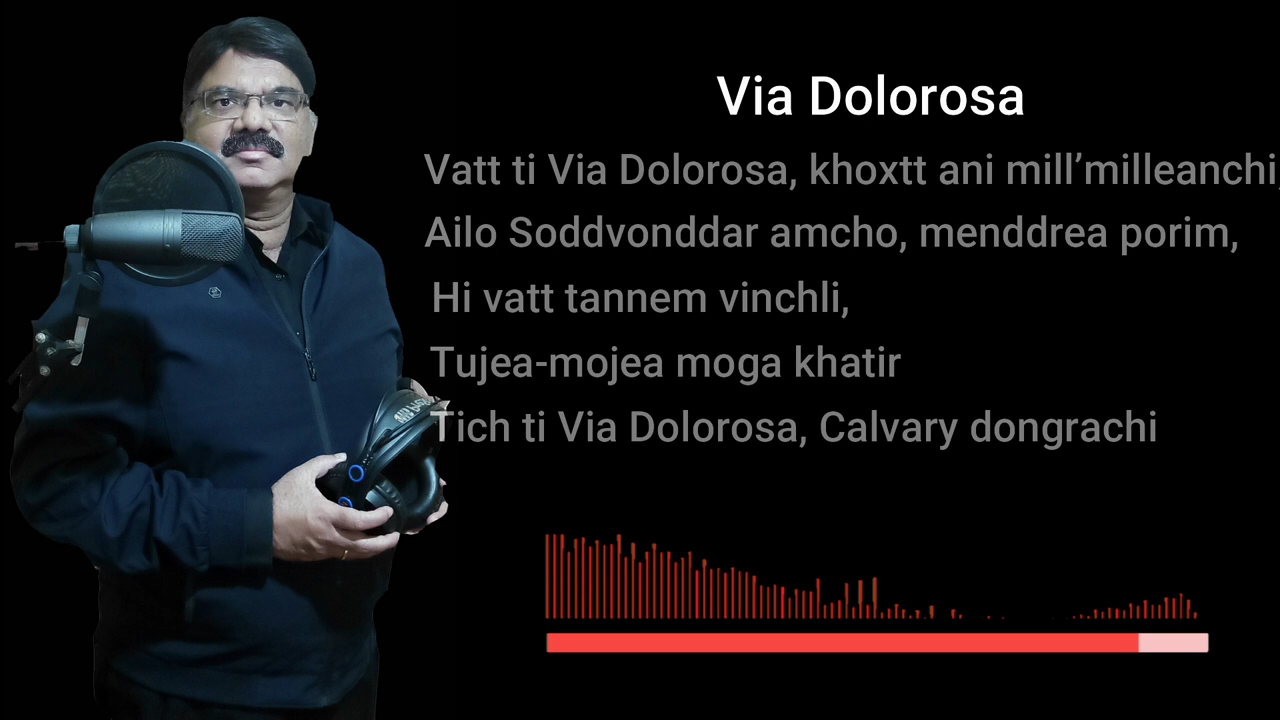 Via Dolorosa
Vatt ti Via Dolorosa, khoxtt ani mill’milleanchi,
Ailo Soddvonddar amcho, menddrea porim,
Hi vatt tannem vinchli,
Tujea-mojea moga khatir
Tich ti Via Dolorosa, Calvary dongrachi